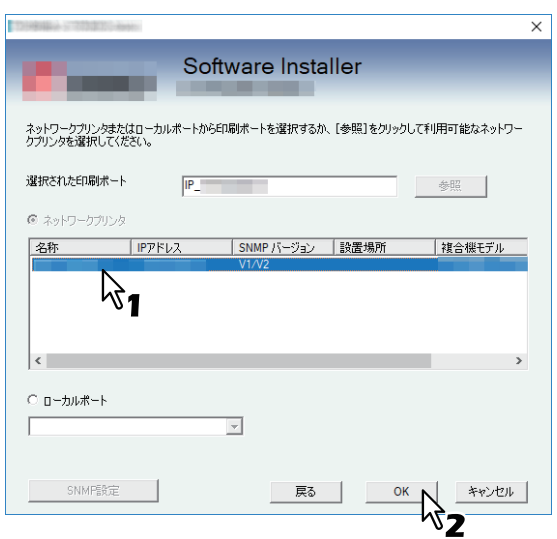 Software Installer
ネットワークプリンタまたはローカルポートから印刷ポートを選択するか、[参照]をクリックして利用可能なネットワー
クプリンタを選択してください。
選択された印刷ポート
IP_
参照
ネットワークプリンタ
名称 IPアドレス SNMP バージョン 設置場所 複合機モデル
V1/V2
1
ローカルポート
SNMP設定 戻る OK キャンセル
2